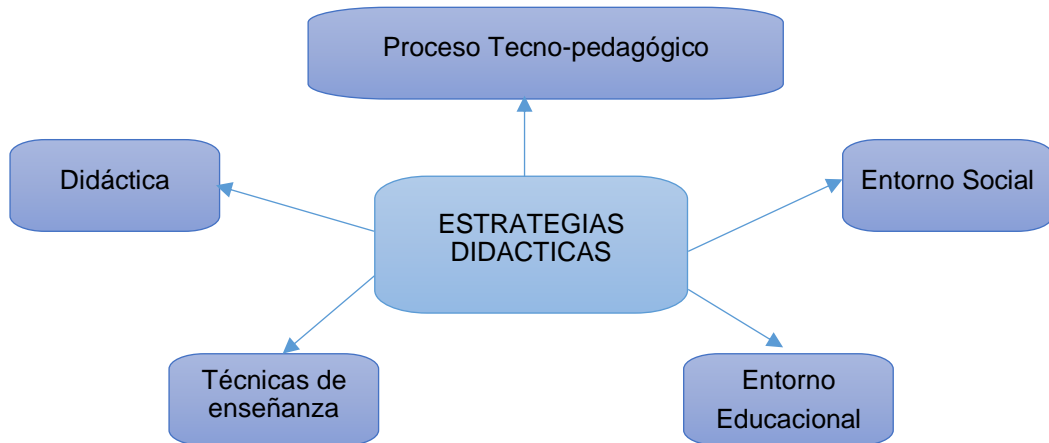 Proceso Tecno-pedagógico
Didáctica
Entorno Social
ESTRATEGIAS
DIDACTICAS
Técnicas de
enseñanza
Entorno
Educacional